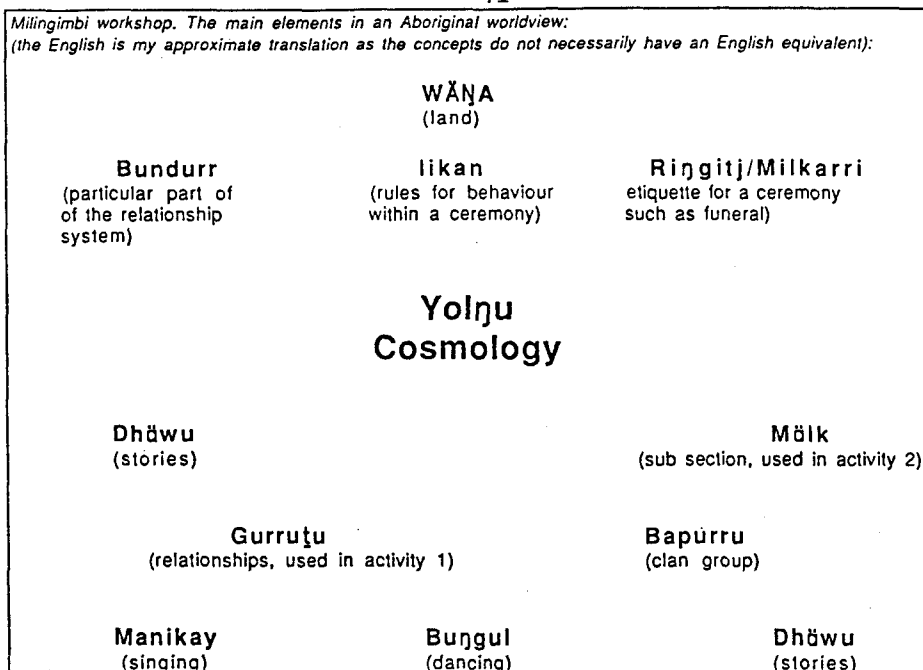 Milingimbi workshop. The main elements in an Aboriginal worldview:
(the English is my approximate translation as the concepts do not necessarily have an English equivalent):
WÄŊA
(land)
Bundurr
(particular part of
of the relationship
system)
likan
(rules for behaviour
within a ceremony)
Riŋgitj/Milkarri
etiquette for a ceremony
such as funeral)
Yolŋu
Cosmology
Dhäwu
(stories)
Mälk
(sub section, used in activity 2)
Gurruṯu
(relationships, used in activity 1)
Bapurru
(clan group)
Manikay
(singing)
Buŋgul
(dancing)
Dhäwu
(stories)